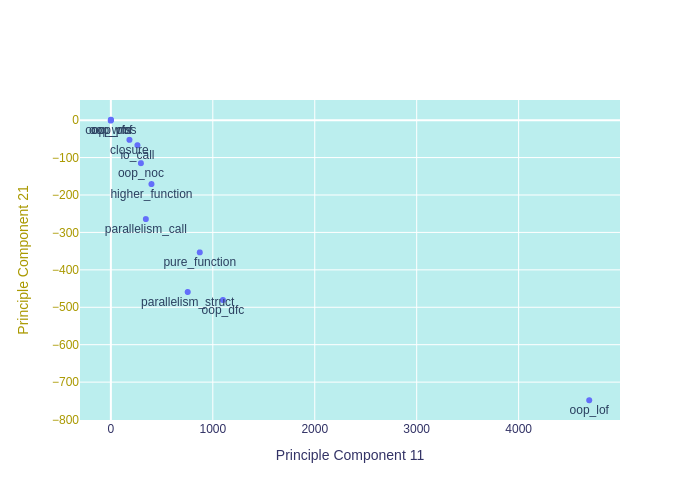 0
closure
io_call
−100
oop_noc
higher_function
−200
parallelism_call
−300
pure_function
−400
parallelism_struct
oop_dfc
−500
−600
−700
oop_lof
−800
0
1000
2000
3000
4000
Principle Component 11
Principle Component 21